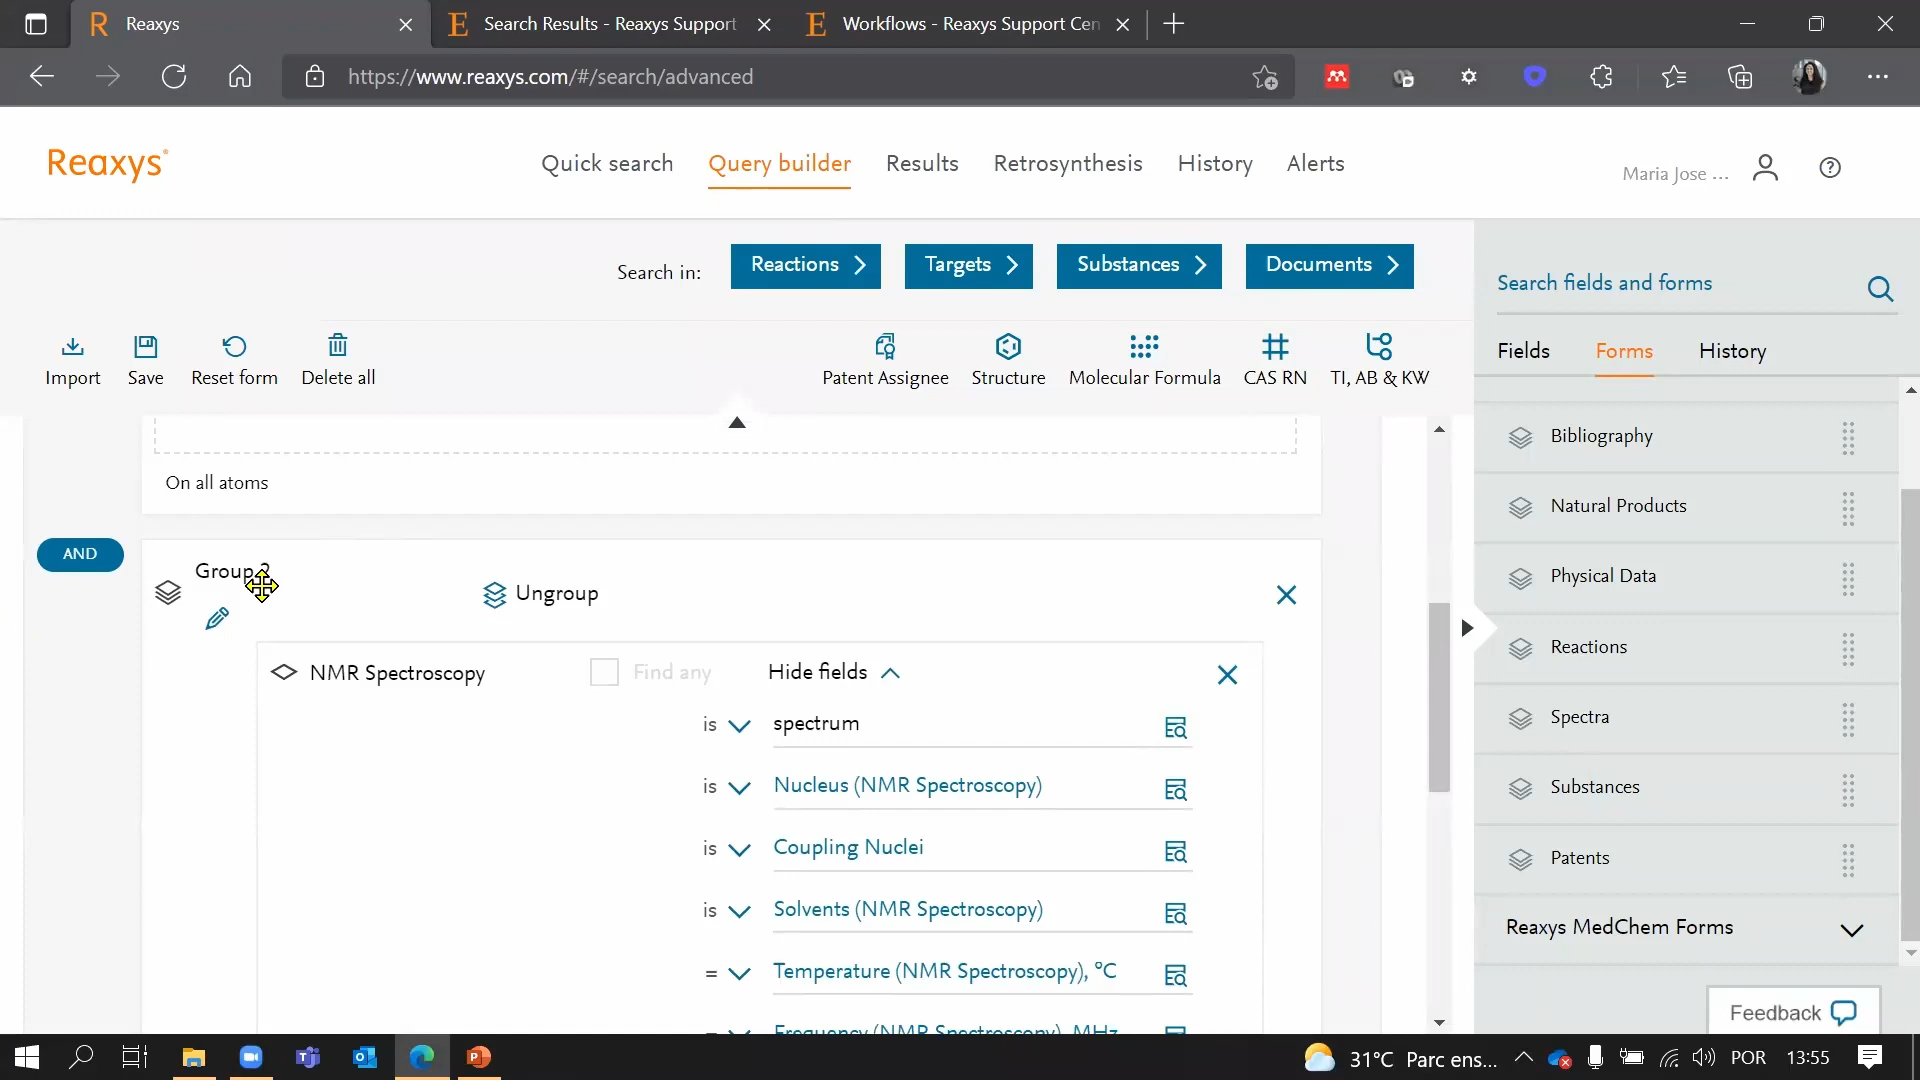 Reaxys
Search Results - Reaxys Support
Workflows - Reaxys Support Cen
https://www.reaxys.com/#/search/advanced
Reaxys
Quick search
Query builder
Results
Retrosynthesis
History
Alerts
Maria Jose ...
Search in:
Reactions
Targets
Substances
Documents
Import
Save
Reset form
Delete all
Patent Assignee
Structure
Molecular Formula
CAS RN
TI, AB & KW
Search fields and forms
Fields
Forms
History
Bibliography
Natural Products
Physical Data
Reactions
Spectra
Substances
Patents
Reaxys MedChem Forms
Feedback
On all atoms
AND
Group 2
Ungroup
NMR Spectroscopy
Find any
Hide fields
is
spectrum
is
Nucleus (NMR Spectroscopy)
is
Coupling Nuclei
is
Solvents (NMR Spectroscopy)
=
Temperature (NMR Spectroscopy), °C
Frequency (NMR Spectroscopy), MHz
31°C Parc ens...
POR
13:55